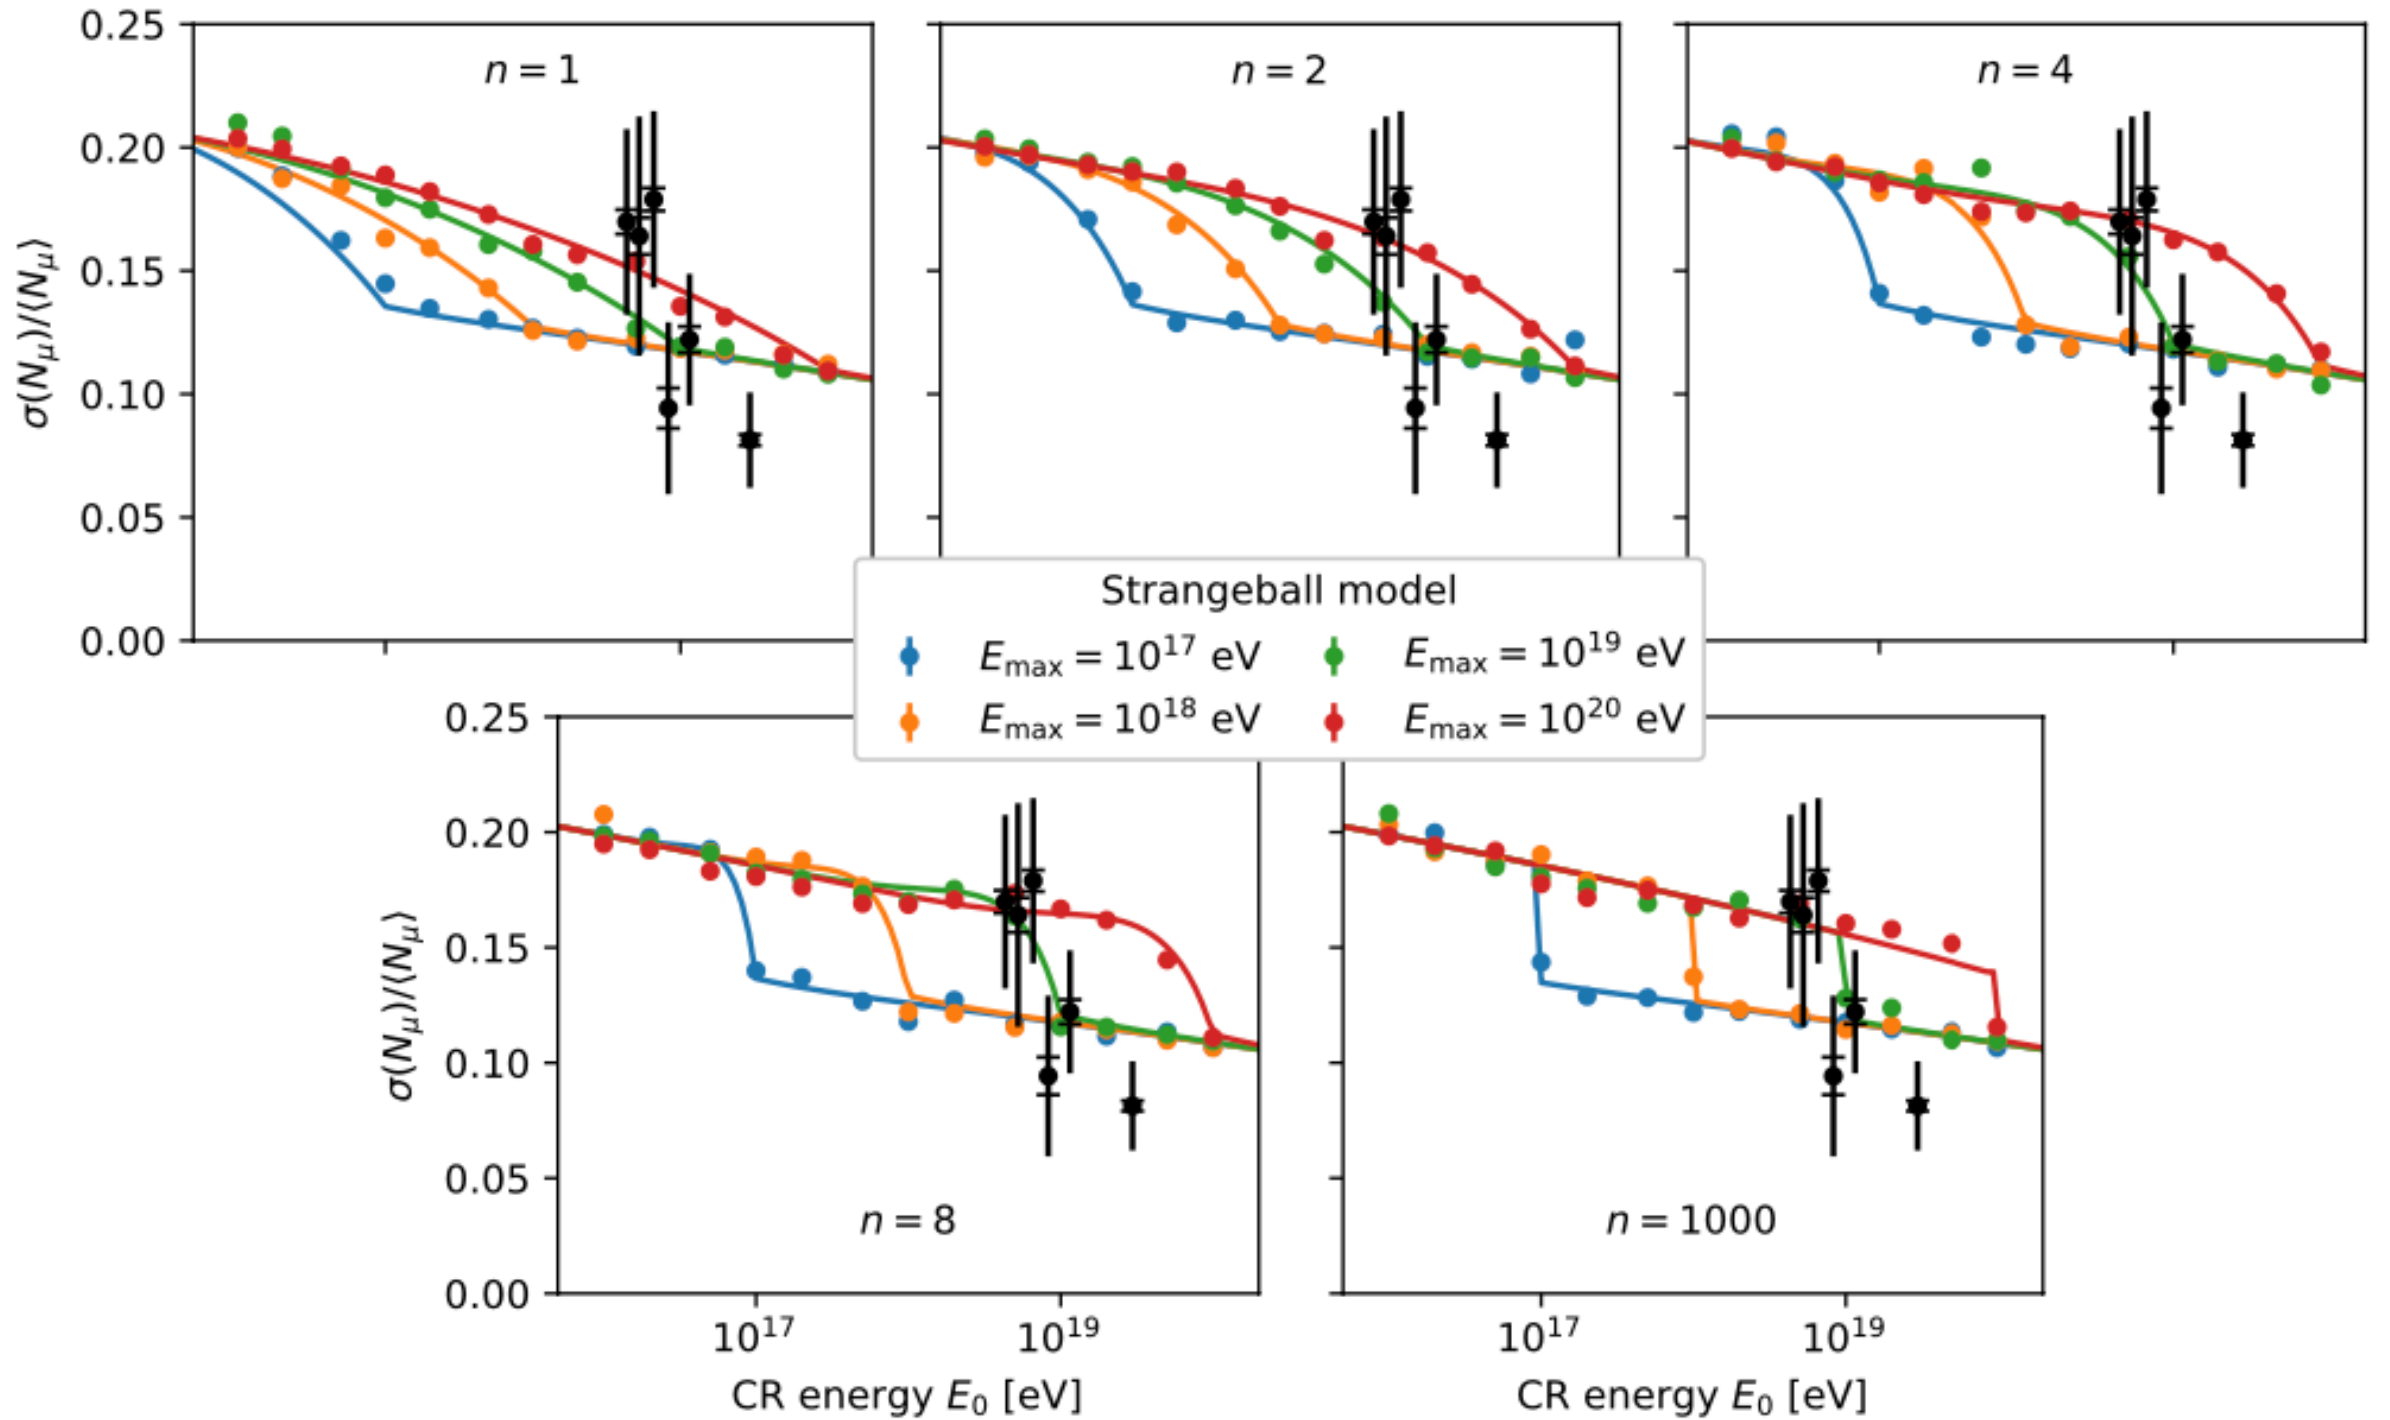 n = 1
n = 2
n = 4
0.25
0.20
0.15
0.10
0.05
0.00
σ(N_μ)/⟨N_μ⟩
Strangeball model
E_max = 10^17 eV
E_max = 10^19 eV
E_max = 10^18 eV
E_max = 10^20 eV
0.25
0.20
0.15
0.10
0.05
0.00
σ(N_μ)/⟨N_μ⟩
n = 8
n = 1000
10^17
10^19
10^17
10^19
CR energy E_0 [eV]
CR energy E_0 [eV]